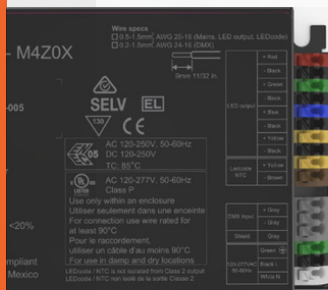 Wire specs
0.5-1.5mm², AWG 20-16 (Mains, LED output, LEDcode)
0.2-1.5mm², AWG 24-16 (DMX)
- M4Z0X
9mm 11/32 in.
-005
SELV EL
130
CE
05
AC 120-250V, 50-60Hz
DC 120-250V
TC: 85°C
AC 120-277V, 50-60Hz
Class P
Use only within an enclosure
Utiliser seulement dans une enceinte
For connection use wire rated for
at least 90°C
Pour le raccordement,
utiliser un câble d'au moins 90°C
For use in damp and dry locations
LEDcode / NTC is not isolated from Class 2 output
LEDcode / NTC non isolé de la sortie Classe 2
<20%
mpliant
Mexico
LED output
+ Red
- Black
+ Green
- Black
+ Blue
- Black
+ Yellow
- Black
Ledcode
NTC
+ Yellow
- Brown
DMX Input
+ Gray
- Gray
Shield Gray
120-277VAC
50-60Hz
Green
Black L
White N